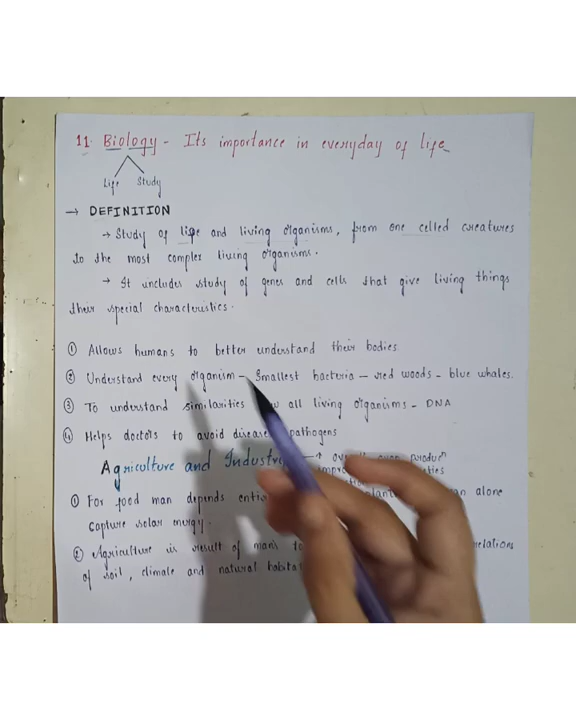 11. Biology - Its importance in everyday of life
Life Study
→ DEFINITION
→ Study of life and living organisms, from one celled creatures
to the most complex living organisms.
→ It includes study of genes and cells that give living things
their special characteristics.
① Allows humans to better understand their bodies.
② Understand every organism - Smallest bacteria - red woods - blue whales.
③ To understand similarities all living organisms - DNA
④ Helps doctors to avoid disease pathogens
Agriculture and Industry →
① For food man depends alone
capture solar energy.
② Agriculture is result of man's relations
of soil, climate and natural